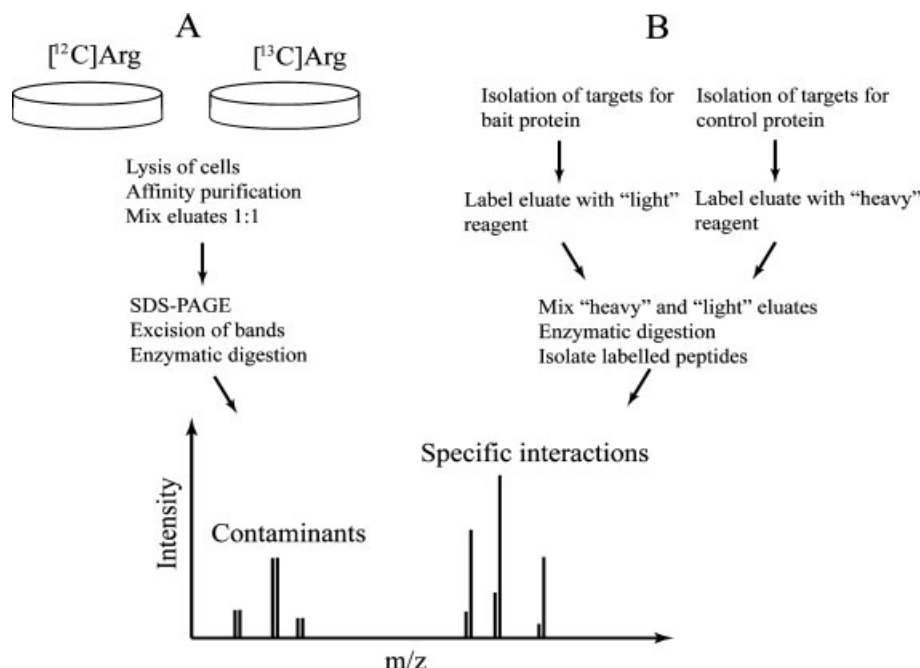 A
[¹²C]Arg
[¹³C]Arg
Lysis of cells
Affinity purification
Mix eluates 1:1
SDS-PAGE
Excision of bands
Enzymatic digestion
B
Isolation of targets for
bait protein
Isolation of targets for
control protein
Label eluate with “light”
reagent
Label eluate with “heavy”
reagent
Mix “heavy” and “light” eluates
Enzymatic digestion
Isolate labelled peptides
Intensity
Contaminants
Specific interactions
m/z